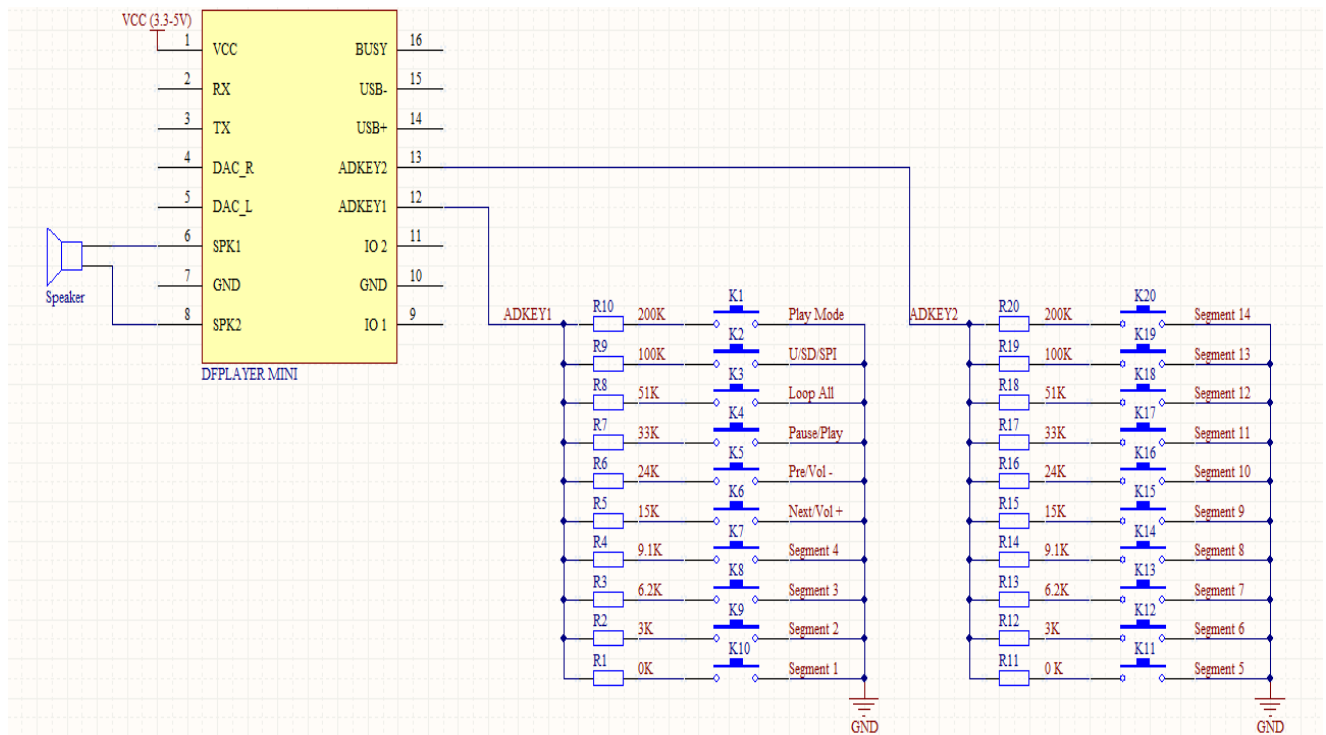 VCC (3.3-5V)
1 VCC BUSY 16
2 RX USB- 15
3 TX USB+ 14
4 DAC_R ADKEY2 13
5 DAC_L ADKEY1 12
6 SPK1 IO 2 11
7 GND GND 10
8 SPK2 IO 1 9
Speaker
DFPLAYER MINI
ADKEY1
R10 200K K1 Play Mode
R9 100K K2 U/SD/SPI
R8 51K K3 Loop All
R7 33K K4 Pause/Play
R6 24K K5 Pre/Vol -
R5 15K K6 Next/Vol +
R4 9.1K K7 Segment 4
R3 6.2K K8 Segment 3
R2 3K K9 Segment 2
R1 0K K10 Segment 1
GND
ADKEY2
R20 200K K20 Segment 14
R19 100K K19 Segment 13
R18 51K K18 Segment 12
R17 33K K17 Segment 11
R16 24K K16 Segment 10
R15 15K K15 Segment 9
R14 9.1K K14 Segment 8
R13 6.2K K13 Segment 7
R12 3K K12 Segment 6
R11 0 K K11 Segment 5
GND